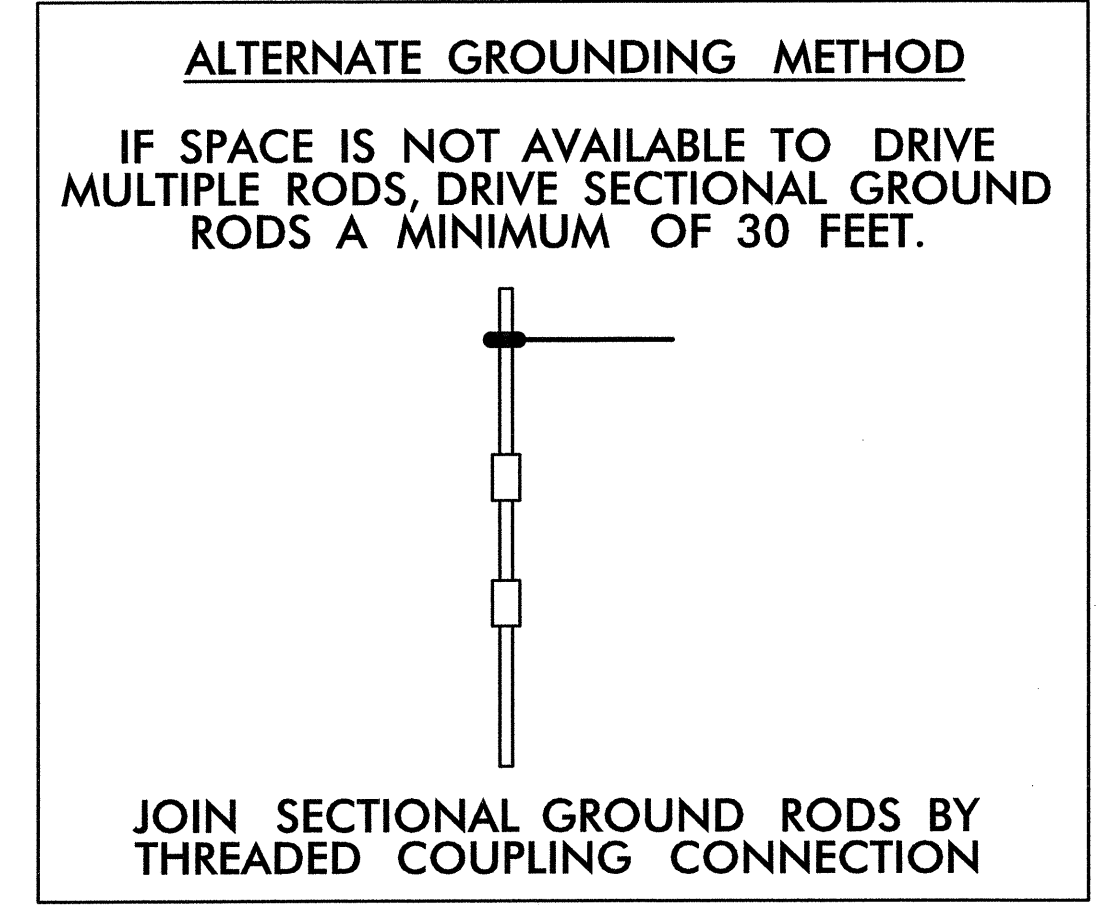 ALTERNATE GROUNDING METHOD
IF SPACE IS NOT AVAILABLE TO DRIVE
MULTIPLE RODS, DRIVE SECTIONAL GROUND
RODS A MINIMUM OF 30 FEET.
JOIN SECTIONAL GROUND RODS BY
THREADED COUPLING CONNECTION